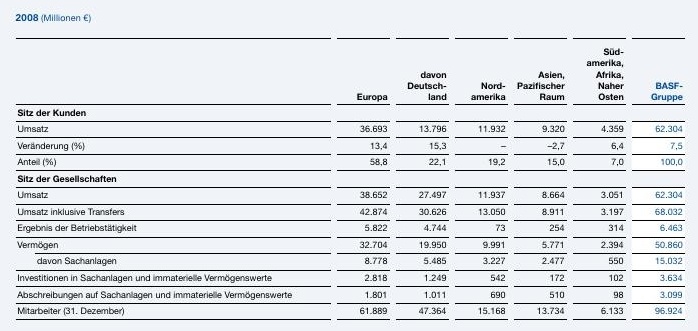 2008 (Millionen €)
Europa davon Deutsch- land Nord- amerika Asien, Pazifischer Raum Süd- amerika, Afrika, Naher Osten BASF- Gruppe
Sitz der Kunden
Umsatz 36.693 13.796 11.932 9.320 4.359 62.304
Veränderung (%) 13,4 15,3 – –2,7 6,4 7,5
Anteil (%) 58,8 22,1 19,2 15,0 7,0 100,0
Sitz der Gesellschaften
Umsatz 38.652 27.497 11.937 8.664 3.051 62.304
Umsatz inklusive Transfers 42.874 30.626 13.050 8.911 3.197 68.032
Ergebnis der Betriebstätigkeit 5.822 4.744 73 254 314 6.463
Vermögen 32.704 19.950 9.991 5.771 2.394 50.860
davon Sachanlagen 8.778 5.485 3.227 2.477 550 15.032
Investitionen in Sachanlagen und immaterielle Vermögenswerte 2.818 1.249 542 172 102 3.634
Abschreibungen auf Sachanlagen und immaterielle Vermögenswerte 1.801 1.011 690 510 98 3.099
Mitarbeiter (31. Dezember) 61.889 47.364 15.168 13.734 6.133 96.924